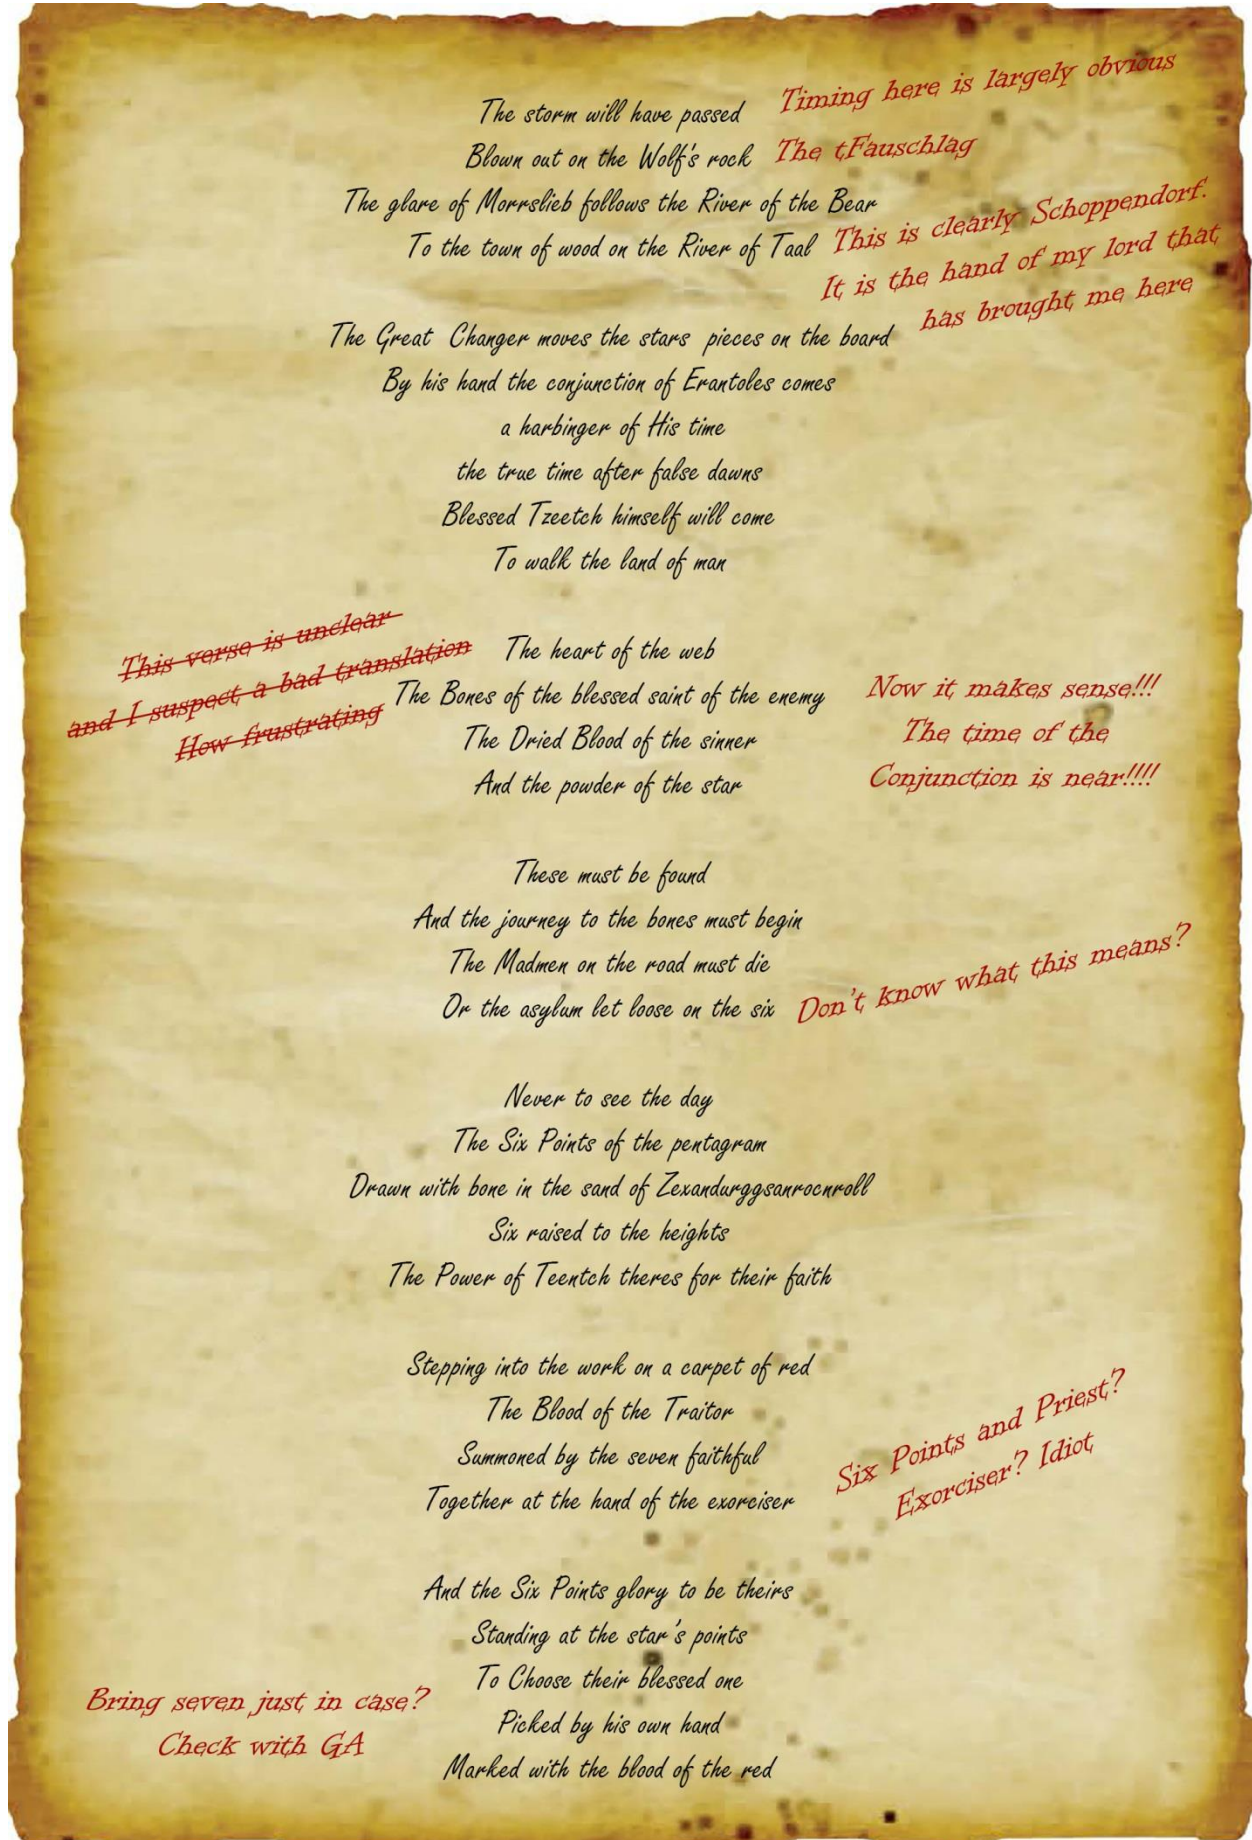 The storm will have passed
Timing here is largely obvious
Blown out on the Wolf's rock
The tFauschlag
The glare of Morrslieb follows the River of the Bear
To the town of wood on the River of Taal
This is clearly Schoppendorf.
It is the hand of my lord that
has brought me here
The Great Changer moves the stars pieces on the board
By his hand the conjunction of Erantoles comes
a harbinger of His time
the true time after false dawns
Blessed Tzeetch himself will come
To walk the land of man
This verse is unclear
and I suspect a bad translation
How frustrating
The heart of the web
The Bones of the blessed saint of the enemy
The Dried Blood of the sinner
And the powder of the star
Now it makes sense!!!
The time of the
Conjunction is near!!!!
These must be found
And the journey to the bones must begin
The Madmen on the road must die
Or the asylum let loose on the six
Don't know what this means?
Never to see the day
The Six Points of the pentagram
Drawn with bone in the sand of Zexandurggsanrocnroll
Six raised to the heights
The Power of Teentch theres for their faith
Stepping into the work on a carpet of red
The Blood of the Traitor
Summoned by the seven faithful
Together at the hand of the exorciser
Six Points and Priest?
Exorciser? Idiot
And the Six Points glory to be theirs
Standing at the star's points
To Choose their blessed one
Picked by his own hand
Marked with the blood of the red
Bring seven just in case?
Check with GA